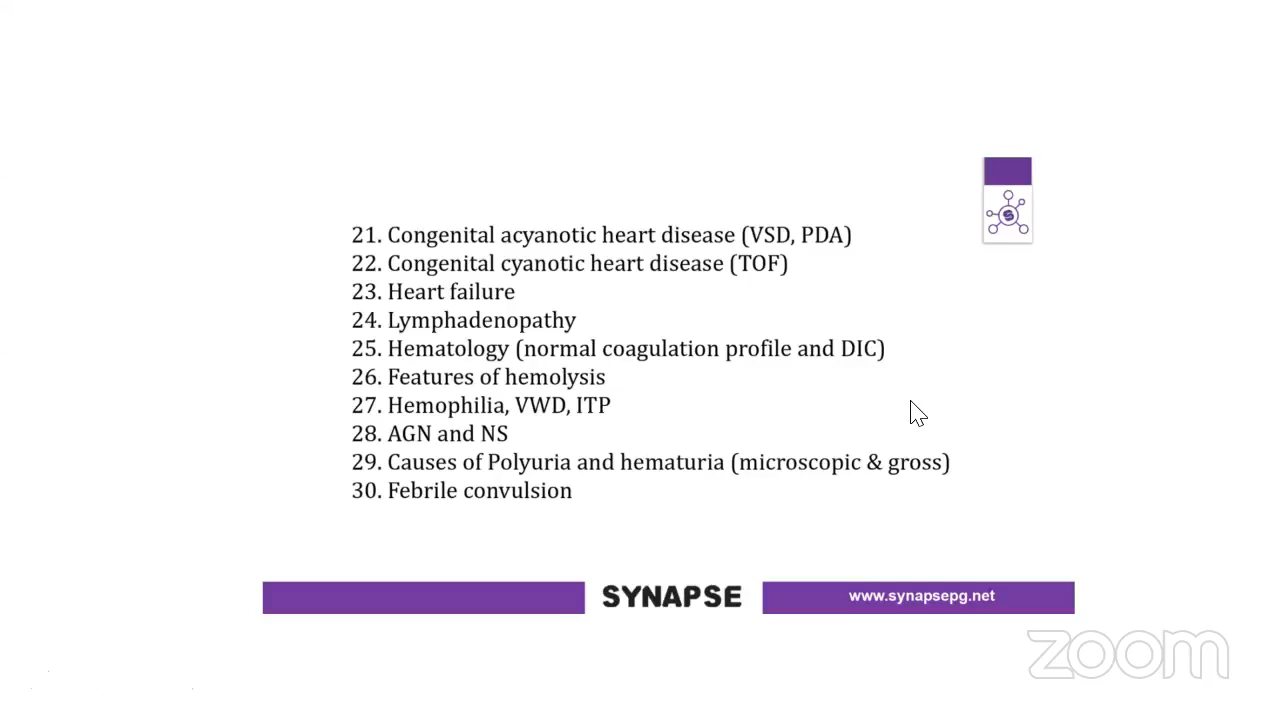 21. Congenital acyanotic heart disease (VSD, PDA)
22. Congenital cyanotic heart disease (TOF)
23. Heart failure
24. Lymphadenopathy
25. Hematology (normal coagulation profile and DIC)
26. Features of hemolysis
27. Hemophilia, VWD, ITP
28. AGN and NS
29. Causes of Polyuria and hematuria (microscopic & gross)
30. Febrile convulsion
S
SYNAPSE
www.synapsepg.net
zoom